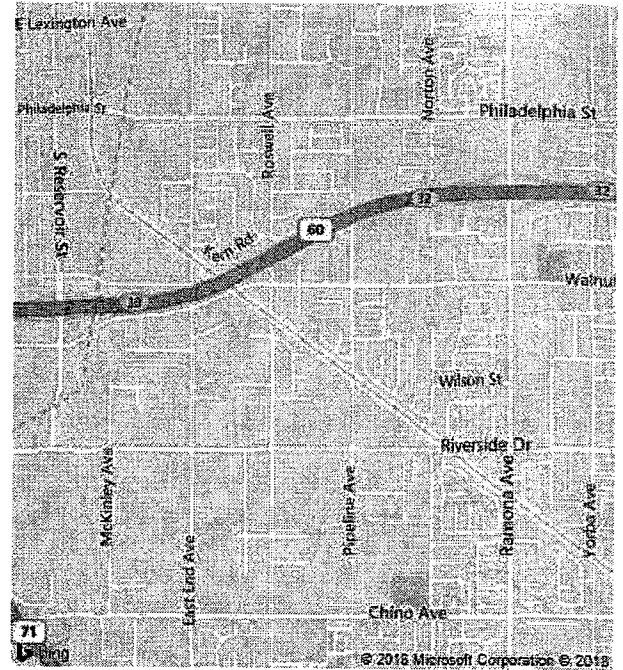 E Lexington Ave
Norton Ave
Philadelphia St
Philadelphia St
Roswell Ave
S Reservoir St
32
32
60
Fern Rd
Walnut
Wilson St
Riverside Dr
McKinley Ave
Pipeline Ave
Ramona Ave
Yorba Ave
East End Ave
Chino Ave
71
Bing
© 2018 Microsoft Corporation © 2018